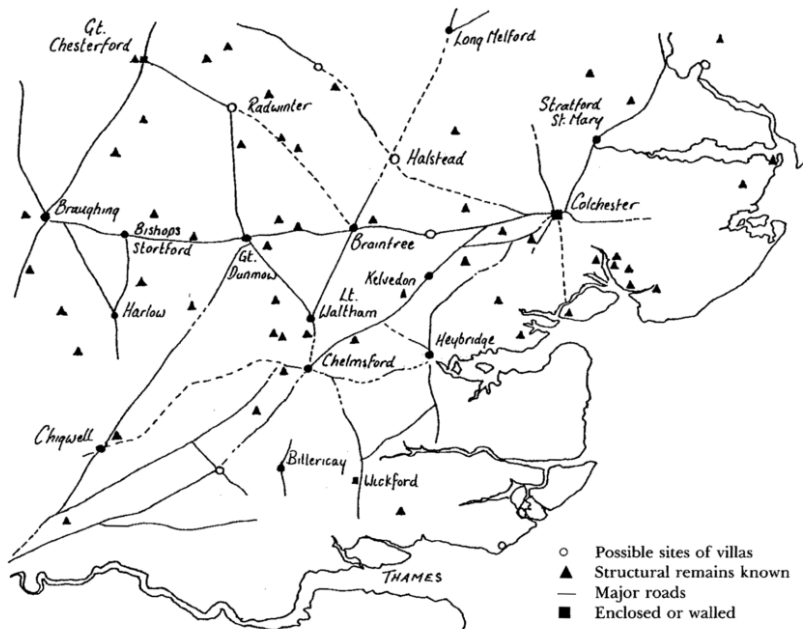 Gt.
Chesterford
Long Melford
Radwinter
Stratford
St. Mary
Halstead
Braughing
Bishops
Stortford
Gt.
Dunmow
Braintree
Colchester
Kelvedon
Harlow
Lt.
Waltham
Heybridge
Chelmsford
Chigwell
Billericay
Wickford
THAMES
Possible sites of villas
Structural remains known
Major roads
Enclosed or walled